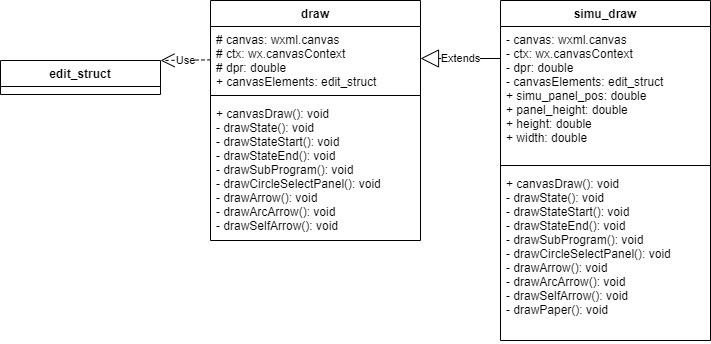 edit_struct
Use
draw
# canvas: wxml.canvas
# ctx: wx.canvasContext
# dpr: double
+ canvasElements: edit_struct
+ canvasDraw(): void
- drawState(): void
- drawStateStart(): void
- drawStateEnd(): void
- drawSubProgram(): void
- drawCircleSelectPanel(): void
- drawArrow(): void
- drawArcArrow(): void
- drawSelfArrow(): void
Extends
simu_draw
- canvas: wxml.canvas
- ctx: wx.canvasContext
- dpr: double
- canvasElements: edit_struct
+ simu_panel_pos: double
+ panel_height: double
+ height: double
+ width: double
+ canvasDraw(): void
- drawState(): void
- drawStateStart(): void
- drawStateEnd(): void
- drawSubProgram(): void
- drawCircleSelectPanel(): void
- drawArrow(): void
- drawArcArrow(): void
- drawSelfArrow(): void
- drawPaper(): void